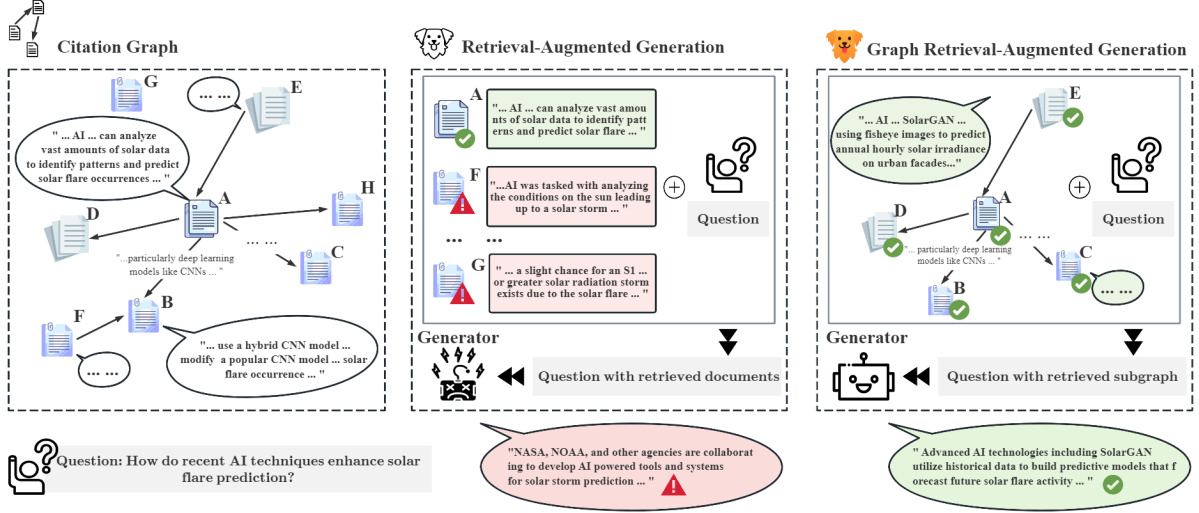 Citation Graph
G
E
... ...
" ... AI ... can analyze
vast amounts of solar data
to identify patterns and predict
solar flare occurrences ... "
A
H
D
... ...
C
"...particularly deep learning
models like CNNs ... "
B
F
... ...
"... use a hybrid CNN model ...
modify a popular CNN model ... solar
flare occurrence ... "
Question: How do recent AI techniques enhance solar
flare prediction?
Retrieval-Augmented Generation
A
"... AI ... can analyze vast amou
nts of solar data to identify patt
erns and predict solar flare ... "
F
"...AI was tasked with analyzing
the conditions on the sun leading
up to a solar storm ... "
... ...
G
" ... a slight chance for an S1 ...
or greater solar radiation storm
exists due to the solar flare ... "
+
Question
Generator
Question with retrieved documents
"NASA, NOAA, and other agencies are collaborat
ing to develop AI powered tools and systems
for solar storm prediction ... "
Graph Retrieval-Augmented Generation
E
"... AI ... SolarGAN ...
using fisheye images to predict
annual hourly solar irradiance
on urban facades..."
A
D
... ...
"...particularly deep learning
models like CNNs ... "
C
B
... ...
+
Question
Generator
Question with retrieved subgraph
" Advanced AI technologies including SolarGAN
utilize historical data to build predictive models that f
orecast future solar flare activity ... "